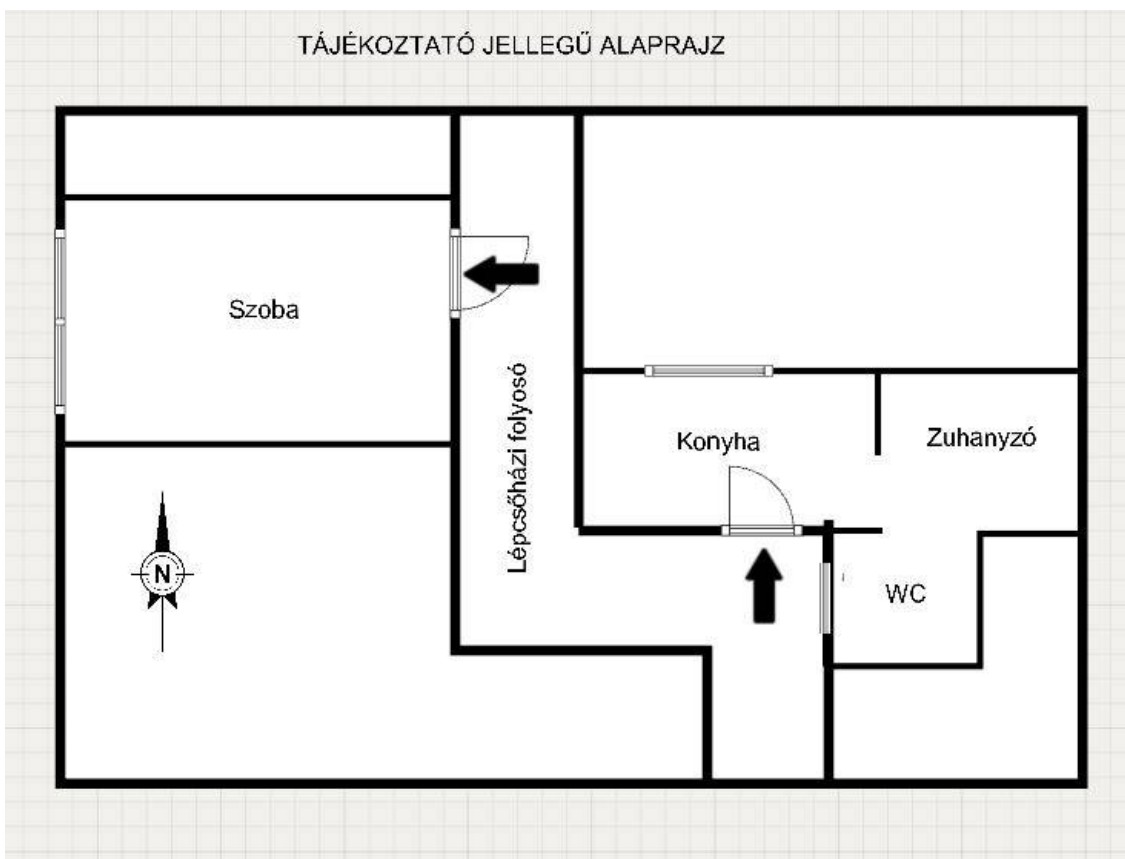 TÁJÉKOZTATÓ JELLEGŰ ALAPRAJZ
Szoba
Lépcsőházi folyosó
Konyha
Zuhanyzó
N
WC